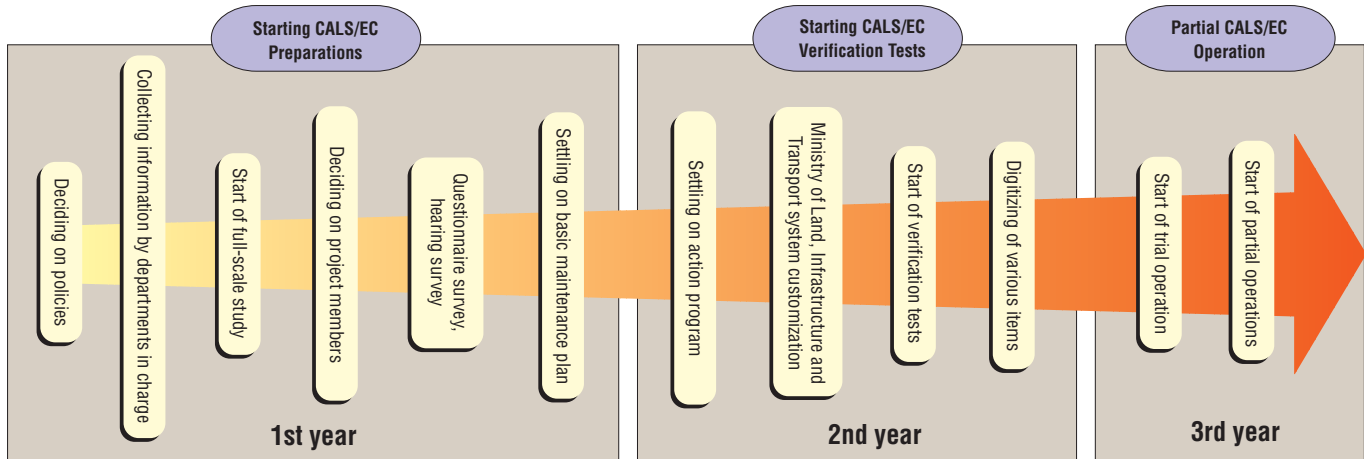 Starting CALS/EC
Preparations
Deciding on policies
Collecting information by departments in charge
Start of full-scale study
Deciding on project members
Questionnaire survey,
hearing survey
Settling on basic maintenance plan
1st year
Starting CALS/EC
Verification Tests
Settling on action program
Ministry of Land, Infrastructure and
Transport system customization
Start of verification tests
Digitizing of various items
2nd year
Partial CALS/EC
Operation
Start of trial operation
Start of partial operations
3rd year